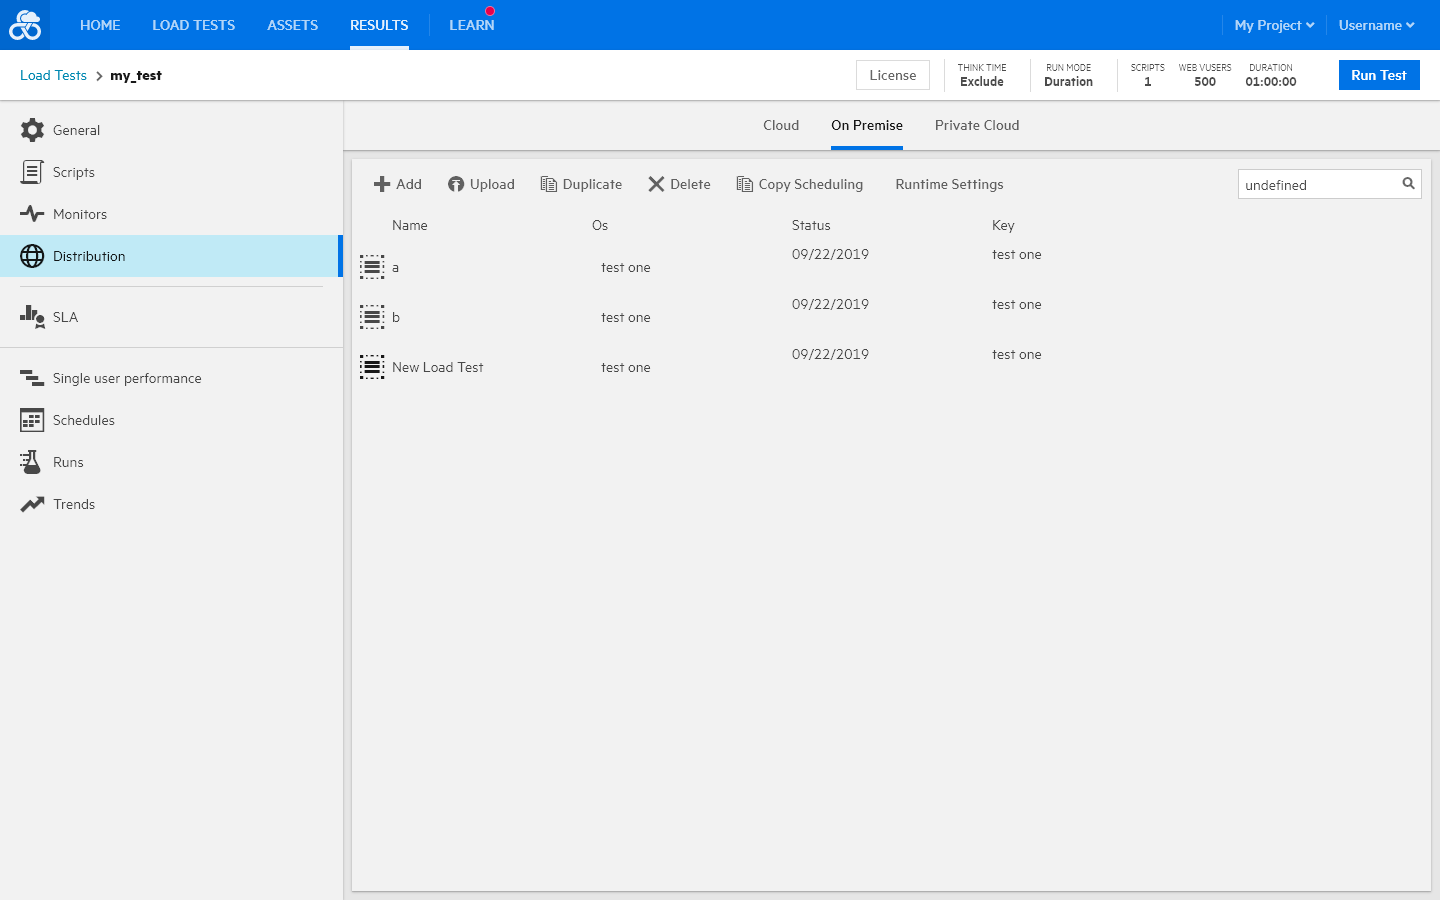 HOME LOAD TESTS ASSETS RESULTS LEARN My Project Username
Load Tests my_test License THINK TIME Exclude RUN MODE Duration SCRIPTS 1 WEB VUSERS 500 DURATION 01:00:00 Run Test
General
Scripts
Monitors
Distribution
SLA
Single user performance
Schedules
Runs
Trends
Cloud On Premise Private Cloud
Add Upload Duplicate Delete Copy Scheduling Runtime Settings undefined
Name Os Status Key
a test one 09/22/2019 test one
b test one 09/22/2019 test one
New Load Test test one 09/22/2019 test one